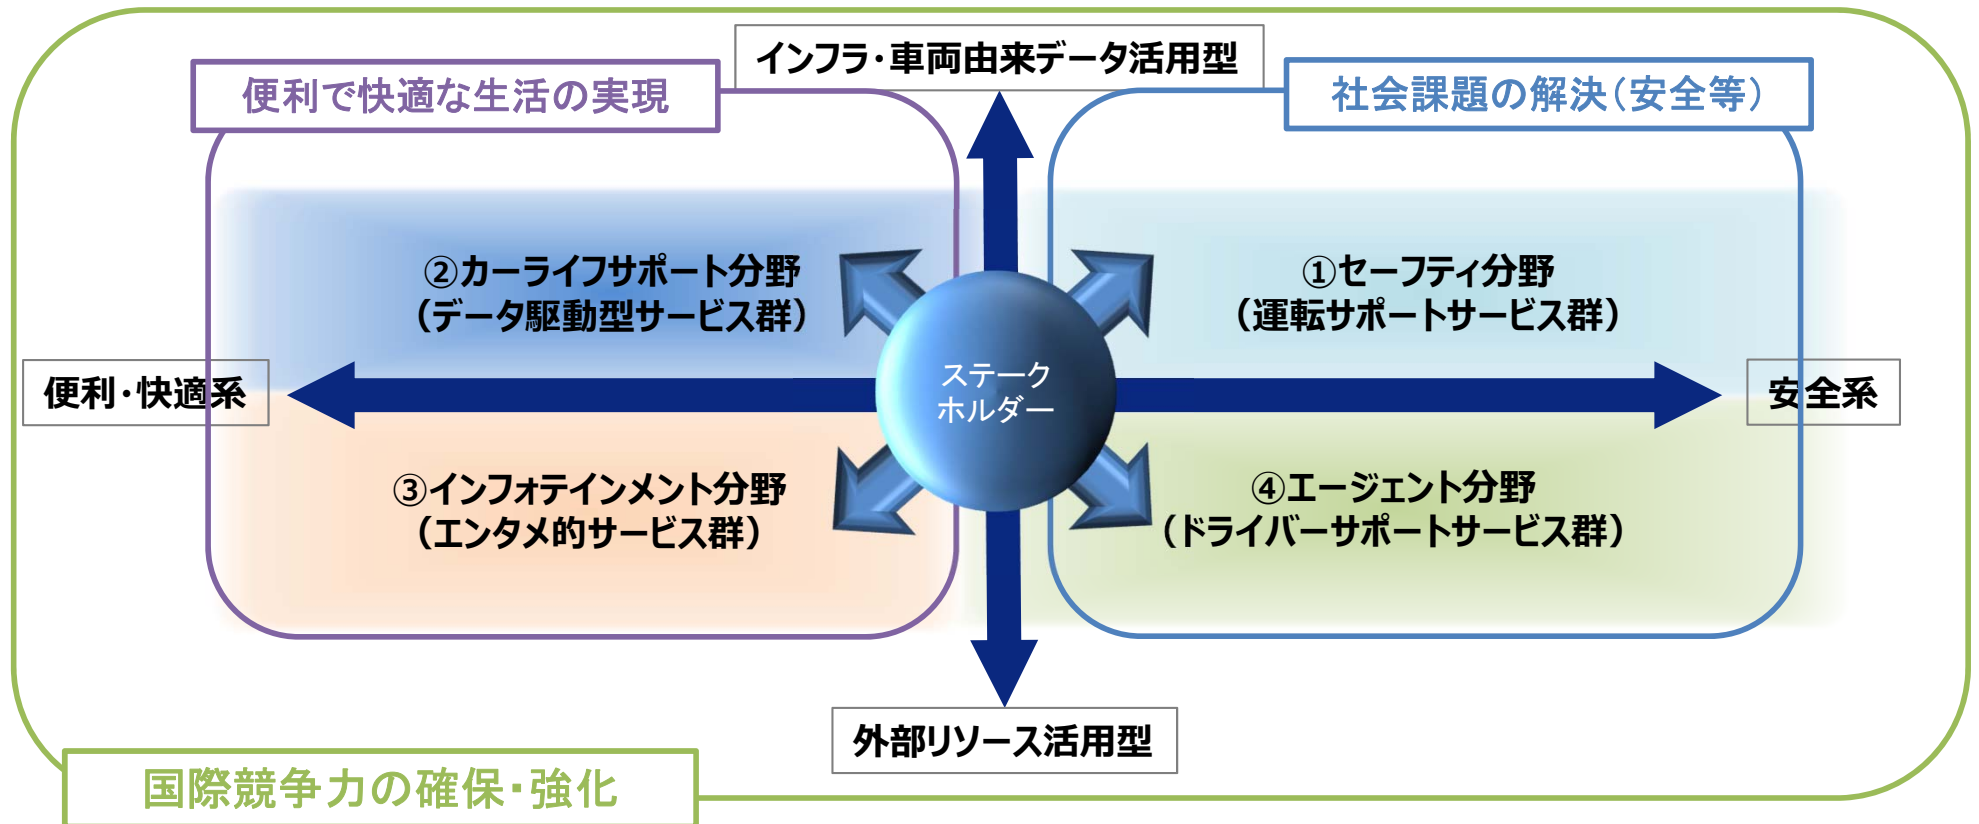 インフラ・車両由来データ活用型
便利で快適な生活の実現
社会課題の解決（安全等）
②カーライフサポート分野
（データ駆動型サービス群）
①セーフティ分野
（運転サポートサービス群）
便利・快適系
ステーク
ホルダー
安全系
③インフォテインメント分野
（エンタメ的サービス群）
④エージェント分野
（ドライバーサポートサービス群）
外部リソース活用型
国際競争力の確保・強化